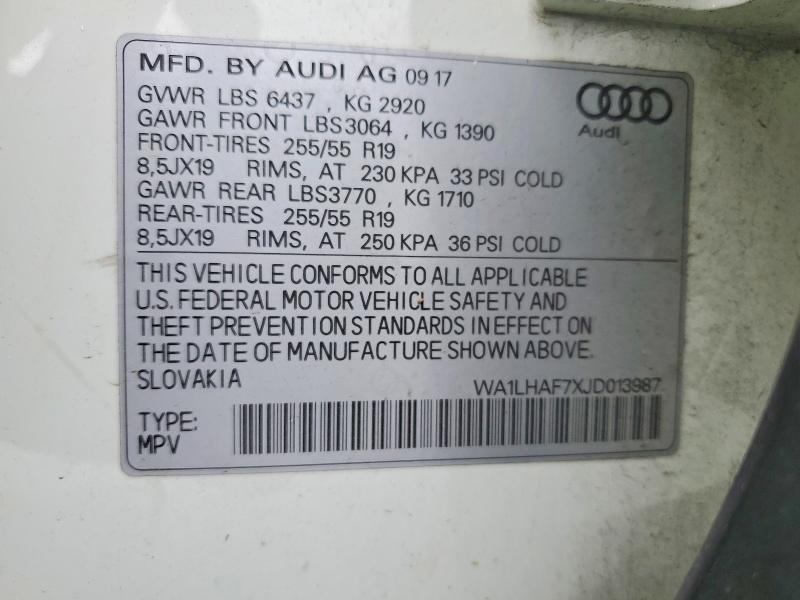 MFD. BY AUDI AG 09 17
GVWR LBS 6437 , KG 2920
GAWR FRONT LBS3064 , KG 1390
FRONT-TIRES 255/55 R19
8,5JX19 RIMS, AT 230 KPA 33 PSI COLD
GAWR REAR LBS3770 , KG 1710
REAR-TIRES 255/55 R19
8,5JX19 RIMS, AT 250 KPA 36 PSI COLD
Audi
THIS VEHICLE CONFORMS TO ALL APPLICABLE
U.S. FEDERAL MOTOR VEHICLE SAFETY AND
THEFT PREVENTION STANDARDS IN EFFECT ON
THE DATE OF MANUFACTURE SHOWN ABOVE.
SLOVAKIA WA1LHAF7XJD013987
TYPE:
MPV